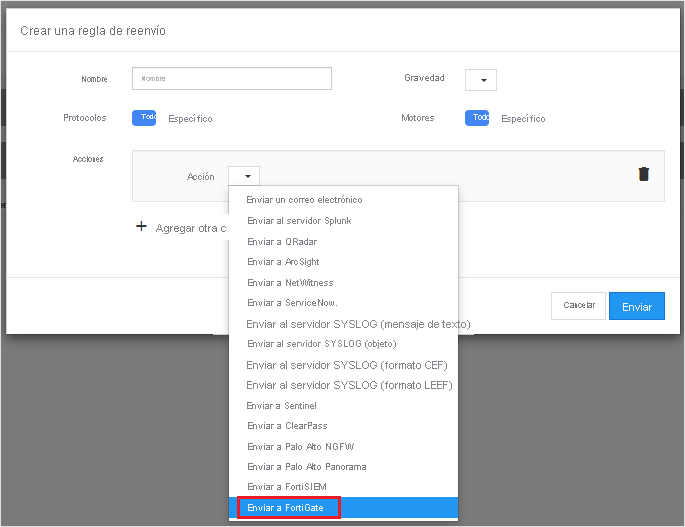 Crear una regla de reenvío
Nombre
Nombre
Gravedad
Protocolos
Todo
Específico
Motores
Todo
Específico
Acciones
Acción
Enviar un correo electrónico
Enviar al servidor Splunk
Agregar otra c
Enviar a QRadar
Enviar a ArcSight
Enviar a NetWitness
Enviar a ServiceNow.
Cancelar
Enviar
Enviar al servidor SYSLOG (mensaje de texto)
Enviar al servidor SYSLOG (objeto)
Enviar al servidor SYSLOG (formato CEF)
Enviar al servidor SYSLOG (formato LEEF)
Enviar a Sentinel
Enviar a ClearPass
Enviar a Palo Alto NGFW
Enviar a Palo Alto Panorama
Enviar a FortiSIEM
Enviar a FortiGate